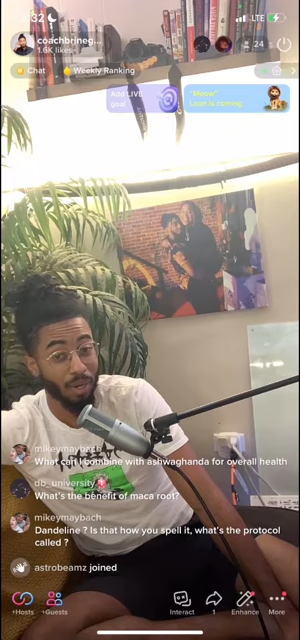 :32
LTE
coachbrineg...
1.6K likes
24
Chat
Weekly Ranking
Add LIVE
goal
"Meow"
Loan is coming
mikeymaybach
What can I combine with ashwaghanda for overall health
db_university
What's the benefit of maca root?
mikeymaybach
Dandeline ? Is that how you spell it, what's the protocol
called ?
astrobeamz joined
+Hosts
+Guests
Interact
1
Enhance
More